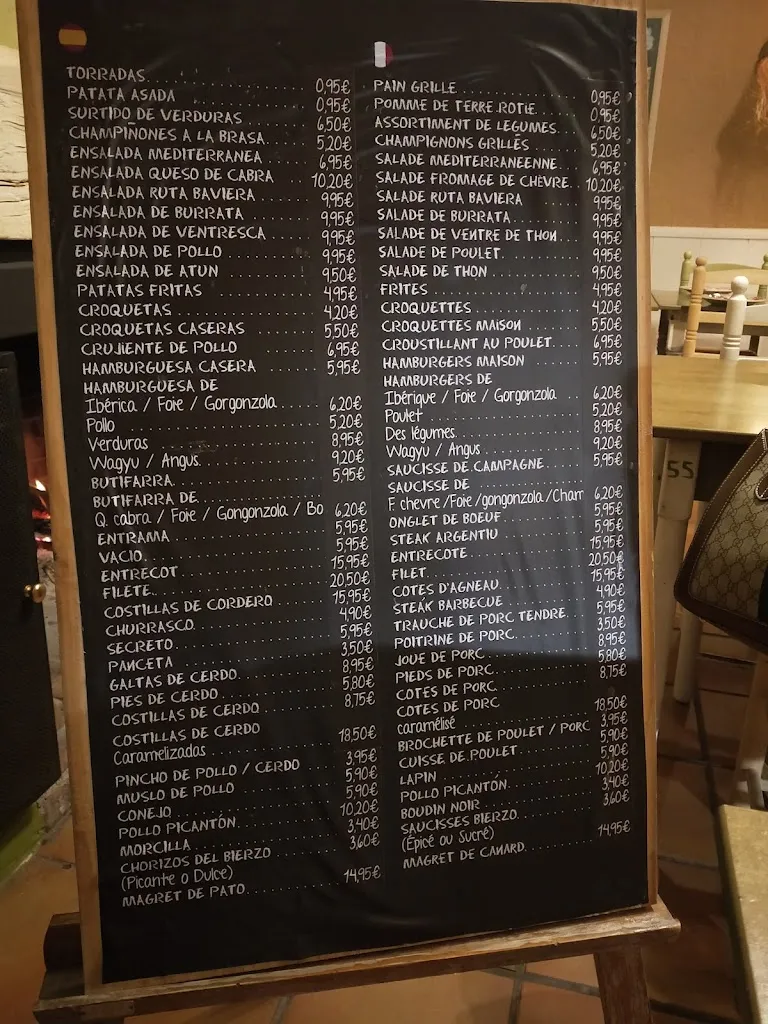 TORRADAS 0,95€
PATATA ASADA 0,95€
SURTIDO DE VERDURAS 6,50€
CHAMPIÑONES A LA BRASA 5,20€
ENSALADA MEDITERRANEA 6,95€
ENSALADA QUESO DE CABRA 10,20€
ENSALADA RUTA BAVIERA 9,95€
ENSALADA DE BURRATA 9,95€
ENSALADA DE VENTRESCA 9,95€
ENSALADA DE POLLO 9,95€
ENSALADA DE ATUN 9,50€
PATATAS FRITAS 4,95€
CROQUETAS 4,20€
CROQUETAS CASERAS 5,50€
CRUJIENTE DE POLLO 6,95€
HAMBURGUESA CASERA 5,95€
HAMBURGUESA DE
Ibérica / Foie / Gorgonzola 6,20€
Pollo 5,20€
Verduras 8,95€
Wagyu / Angus 9,20€
BUTIFARRA 5,95€
BUTIFARRA DE
Q. cabra / Foie / Gongonzola / Bo 6,20€
ENTRAMA 5,95€
VACIO 5,95€
ENTRECOT 15,95€
FILETE 20,50€
COSTILLAS DE CORDERO 15,95€
CHURRASCO 4,90€
SECRETO 5,95€
PANCETA 3,50€
GALTAS DE CERDO 8,95€
PIES DE CERDO 5,80€
COSTILLAS DE CERDO 8,75€
COSTILLAS DE CERDO
Caramelizadas 18,50€
PINCHO DE POLLO / CERDO 3,95€
MUSLO DE POLLO 5,90€
CONEJO 5,90€
POLLO PICANTÓN 10,20€
MORCILLA 3,40€
CHORIZOS DEL BIERZO 3,60€
(Picante o Dulce)
MAGRET DE PATO 14,95€
PAIN GRILLE 0,95€
POMME DE TERRE ROTIE 0,95€
ASSORTIMENT DE LEGUMES 6,50€
CHAMPIGNONS GRILLÉS 5,20€
SALADE MEDITERRANEENNE 6,95€
SALADE FROMAGE DE CHEVRE 10,20€
SALADE RUTA BAVIERA 9,95€
SALADE DE BURRATA 9,95€
SALADE DE VENTRE DE THON 9,95€
SALADE DE POULET 9,95€
SALADE DE THON 9,50€
FRITES 4,95€
CROQUETTES 4,20€
CROQUETTES MAISON 5,50€
CROUSTILLANT AU POULET 6,95€
HAMBURGERS MAISON 5,95€
HAMBURGERS DE
Ibérique / Foie / Gorgonzola 6,20€
Poulet 5,20€
Des légumes 8,95€
Wagyu / Angus 9,20€
SAUCISSE DE CAMPAGNE 5,95€
SAUCISSE DE
F. chevre /Foie /gongonzola /Cham 6,20€
ONGLET DE BOEUF 5,95€
STEAK ARGENTIU 5,95€
ENTRECOTE 15,95€
FILET 20,50€
COTES D'AGNEAU 15,95€
STEAK BARBECUE 4,90€
TRAUCHE DE PORC TENDRE 5,95€
POITRINE DE PORC 3,50€
JOUE DE PORC 8,95€
PIEDS DE PORC 5,80€
COTES DE PORC 8,75€
COTES DE PORC
caramélisé 18,50€
BROCHETTE DE POULET / PORC 3,95€
CUISSE DE POULET 5,90€
LAPIN 5,90€
POLLO PICANTÓN 10,20€
BOUDIN NOIR 3,40€
SAUCISSES BIERZO 3,60€
(Épicé ou Sucré)
MAGRET DE CANARD 14,95€
55